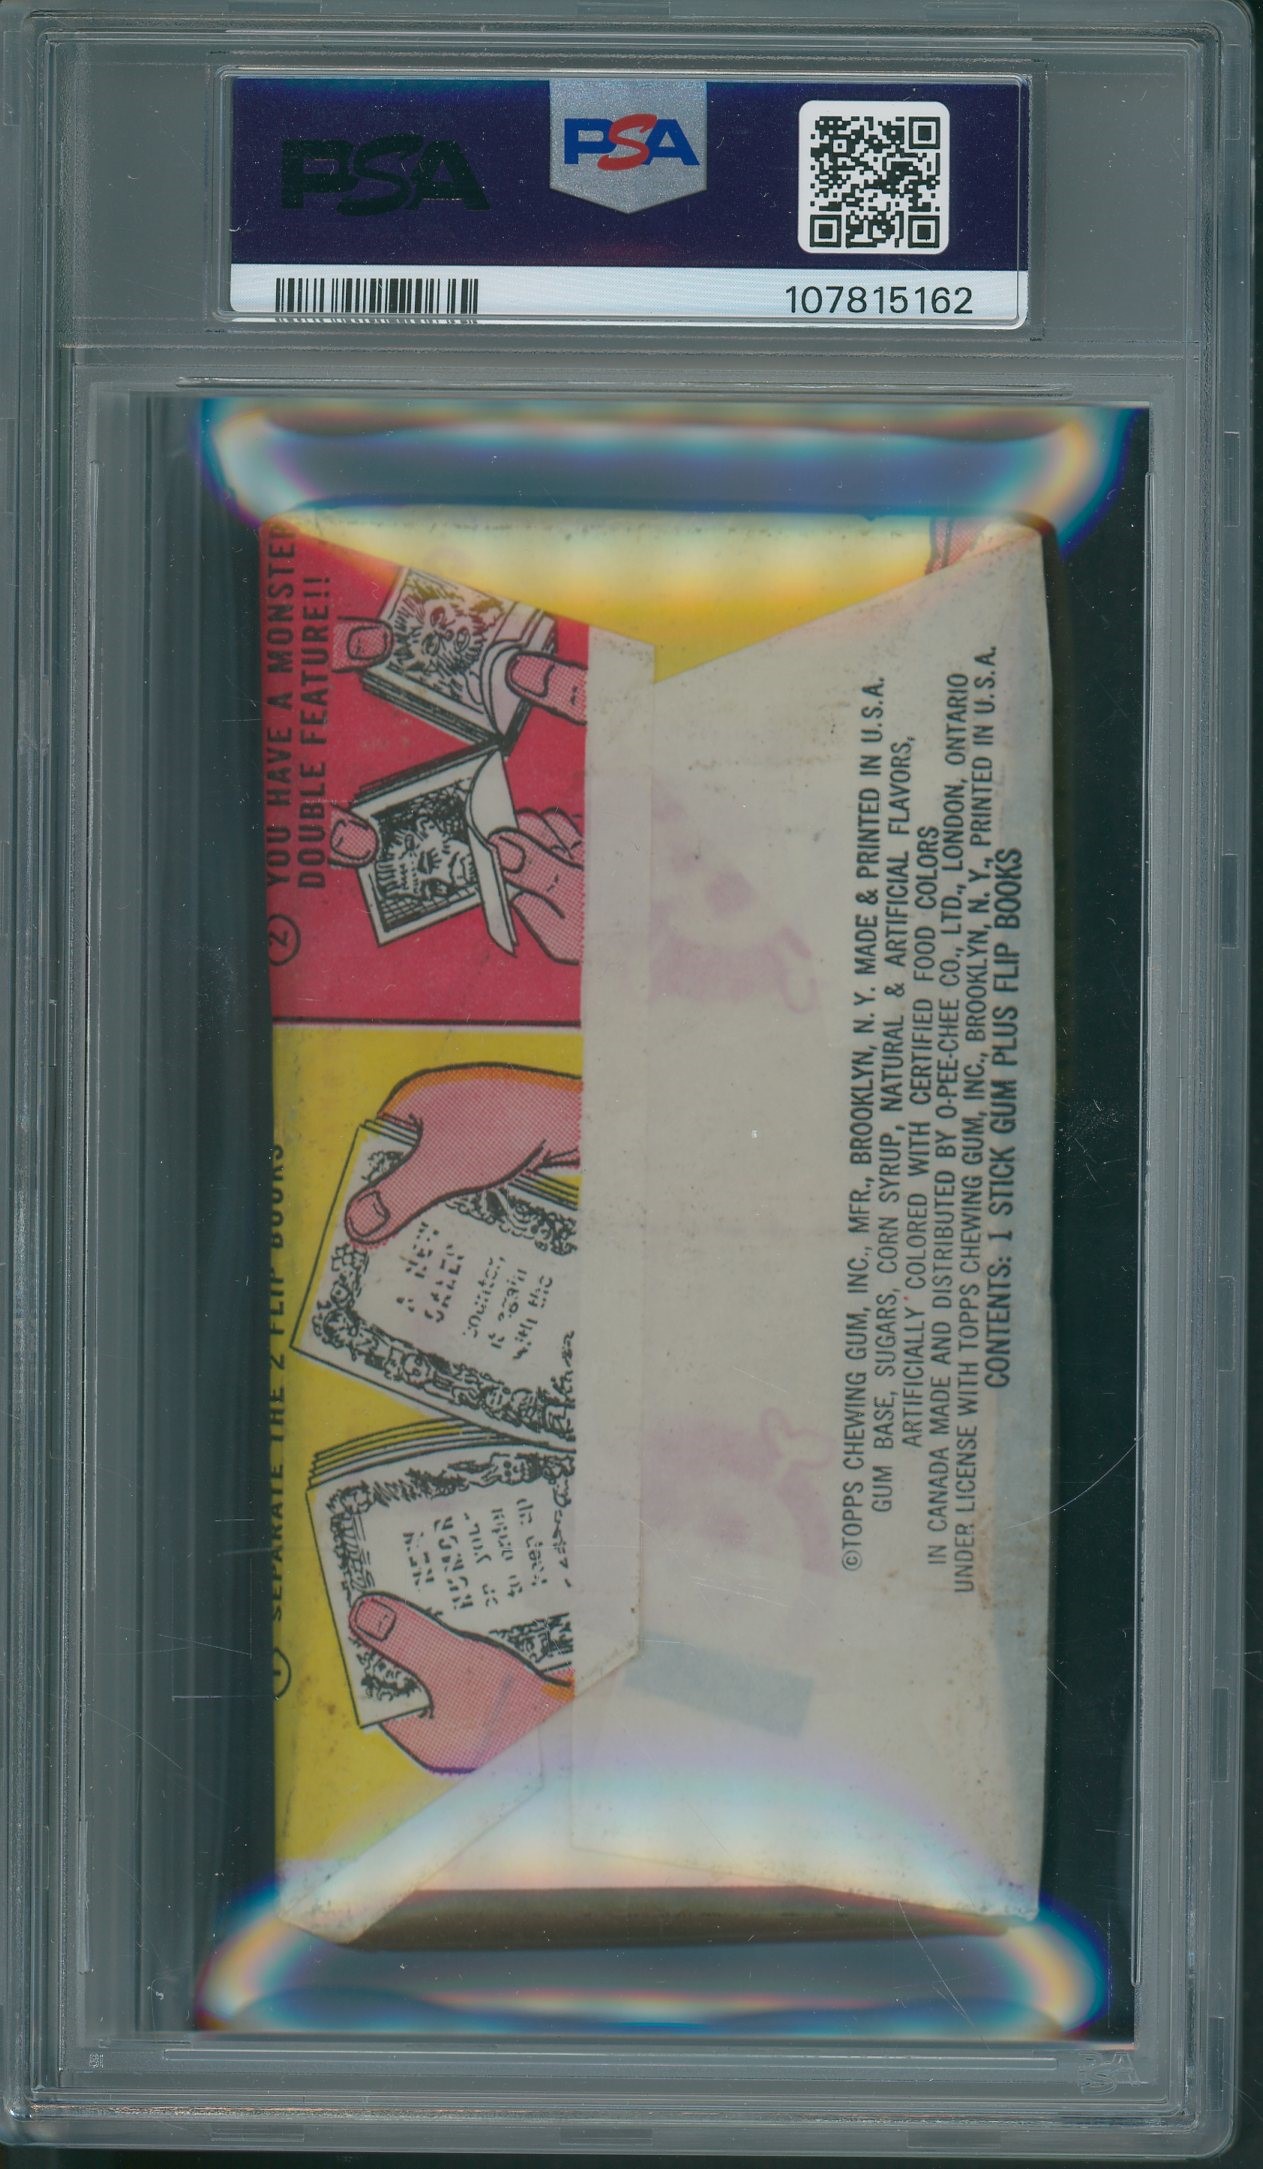 PSA
PSA
107815162
② YOU HAVE A MONSTER
DOUBLE FEATURE!!
① SEPARATE THE 2 FLIP BOOKS
A NEW
©TOPPS CHEWING GUM, INC., MFR., BROOKLYN, N. Y. MADE & PRINTED IN U.S.A.
GUM BASE, SUGARS, CORN SYRUP, NATURAL & ARTIFICIAL FLAVORS,
ARTIFICIALLY COLORED WITH CERTIFIED FOOD COLORS
IN CANADA MADE AND DISTRIBUTED BY O-PEE-CHEE CO., LTD., LONDON, ONTARIO
UNDER LICENSE WITH TOPPS CHEWING GUM, INC., BROOKLYN, N. Y., PRINTED IN U.S.A.
CONTENTS: 1 STICK GUM PLUS FLIP BOOKS